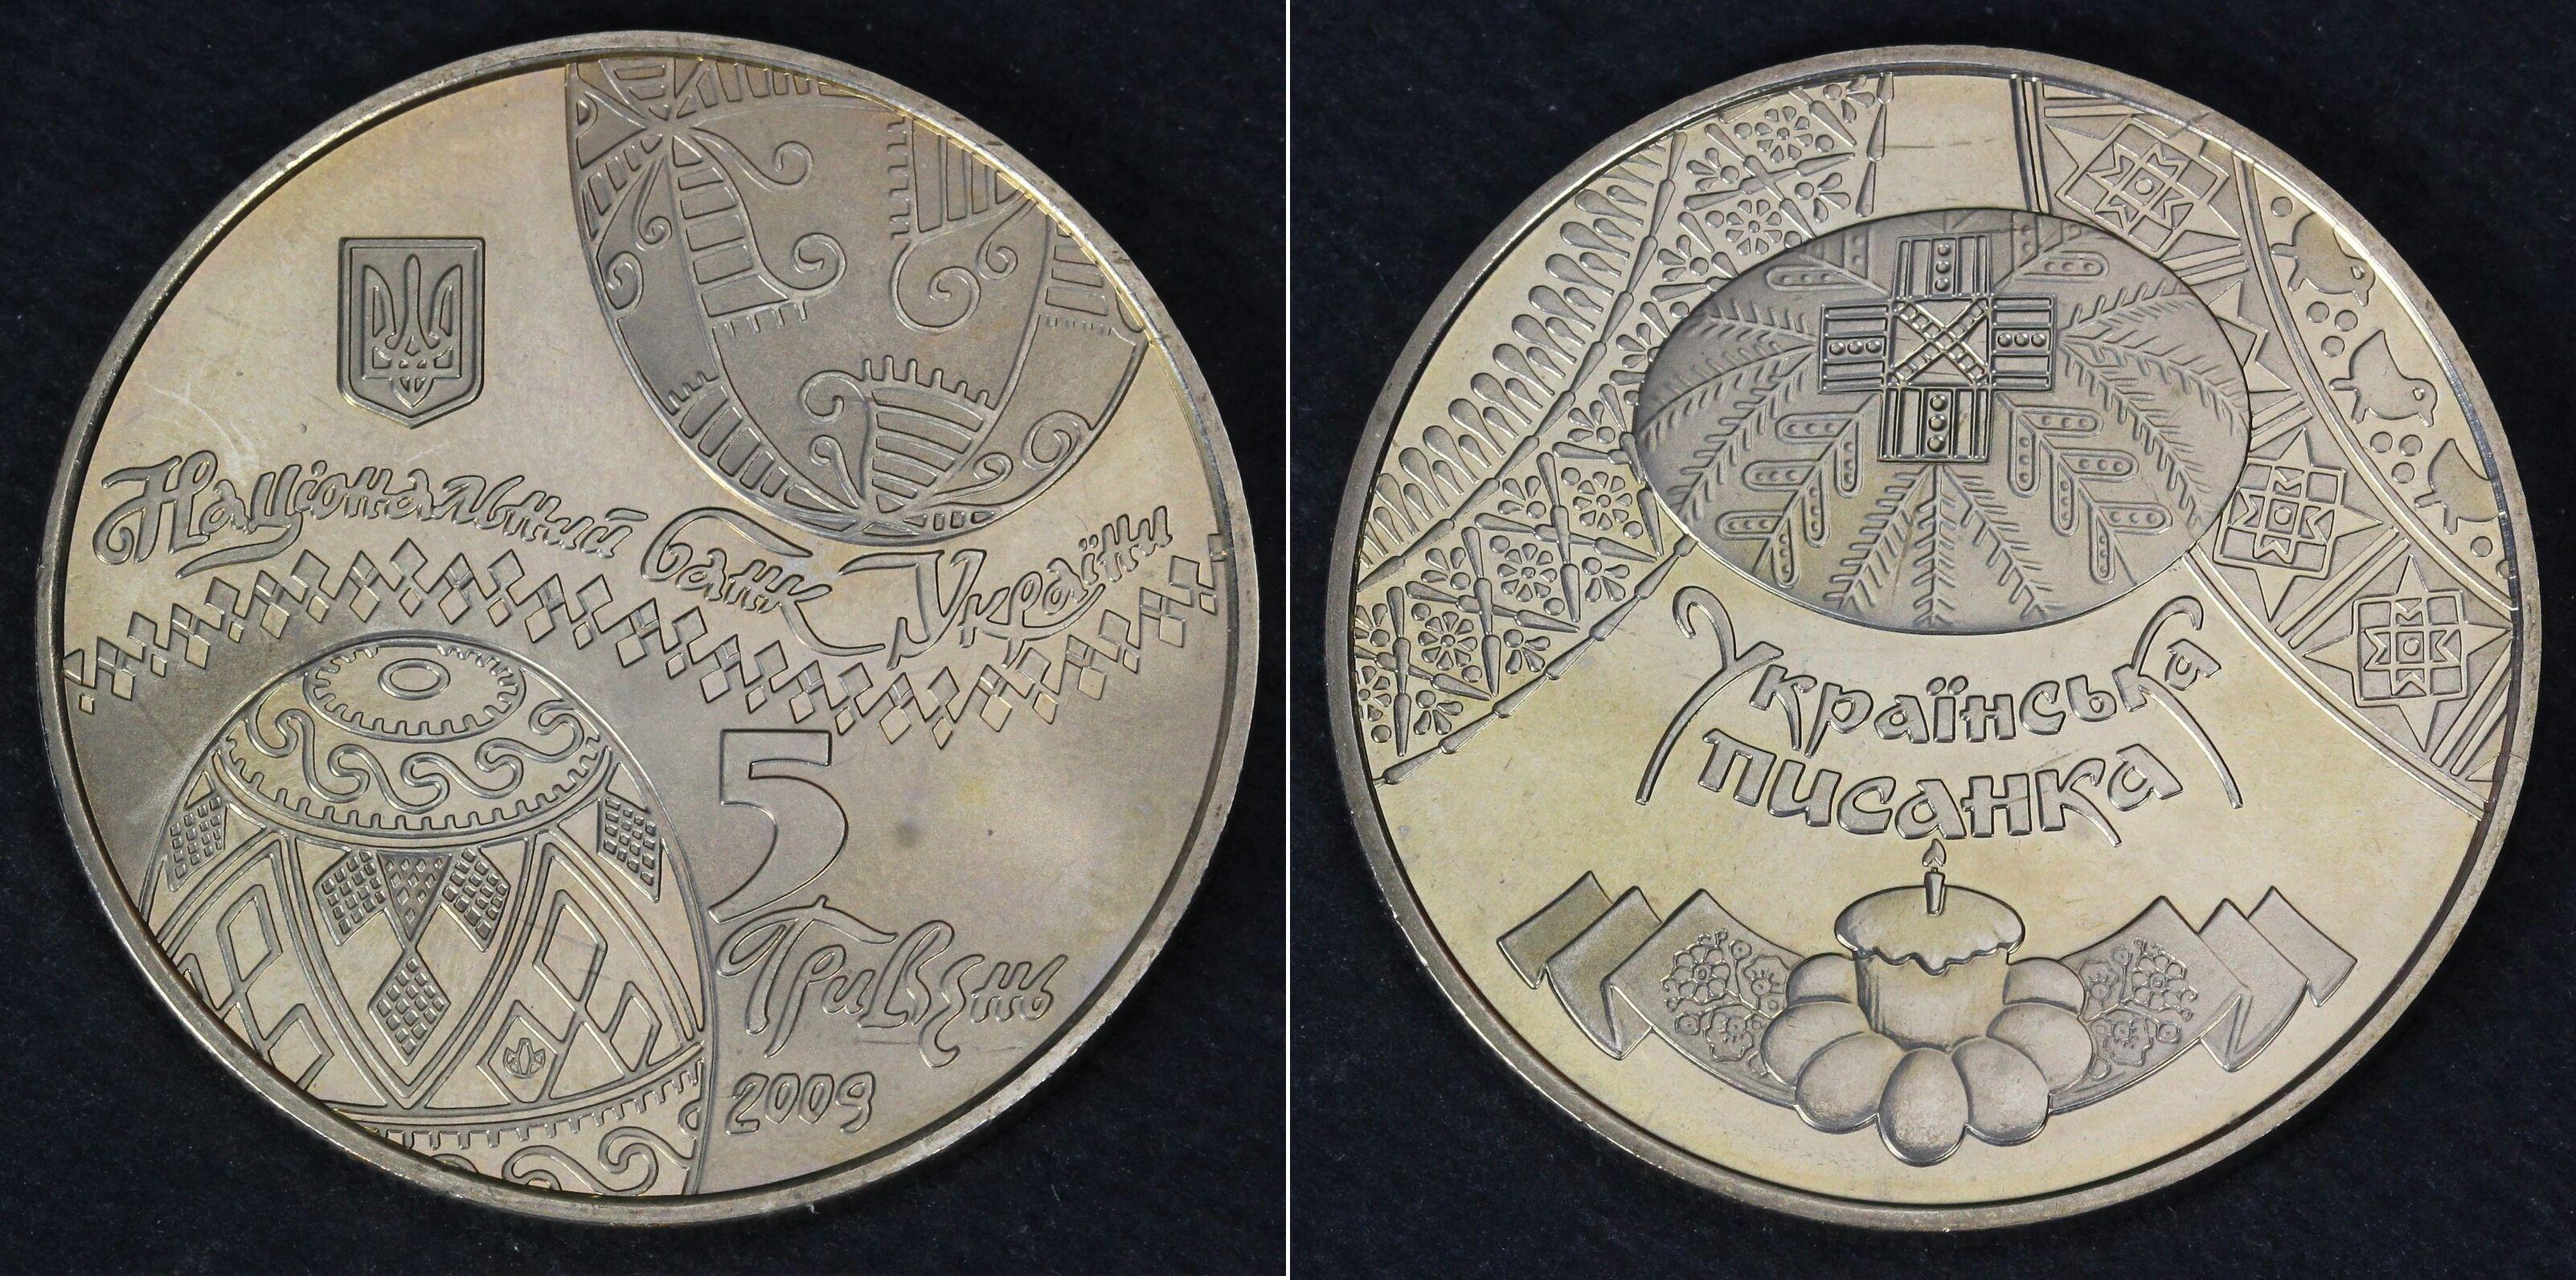 Національний банк України
5
гривень
2009
Українська
писанка